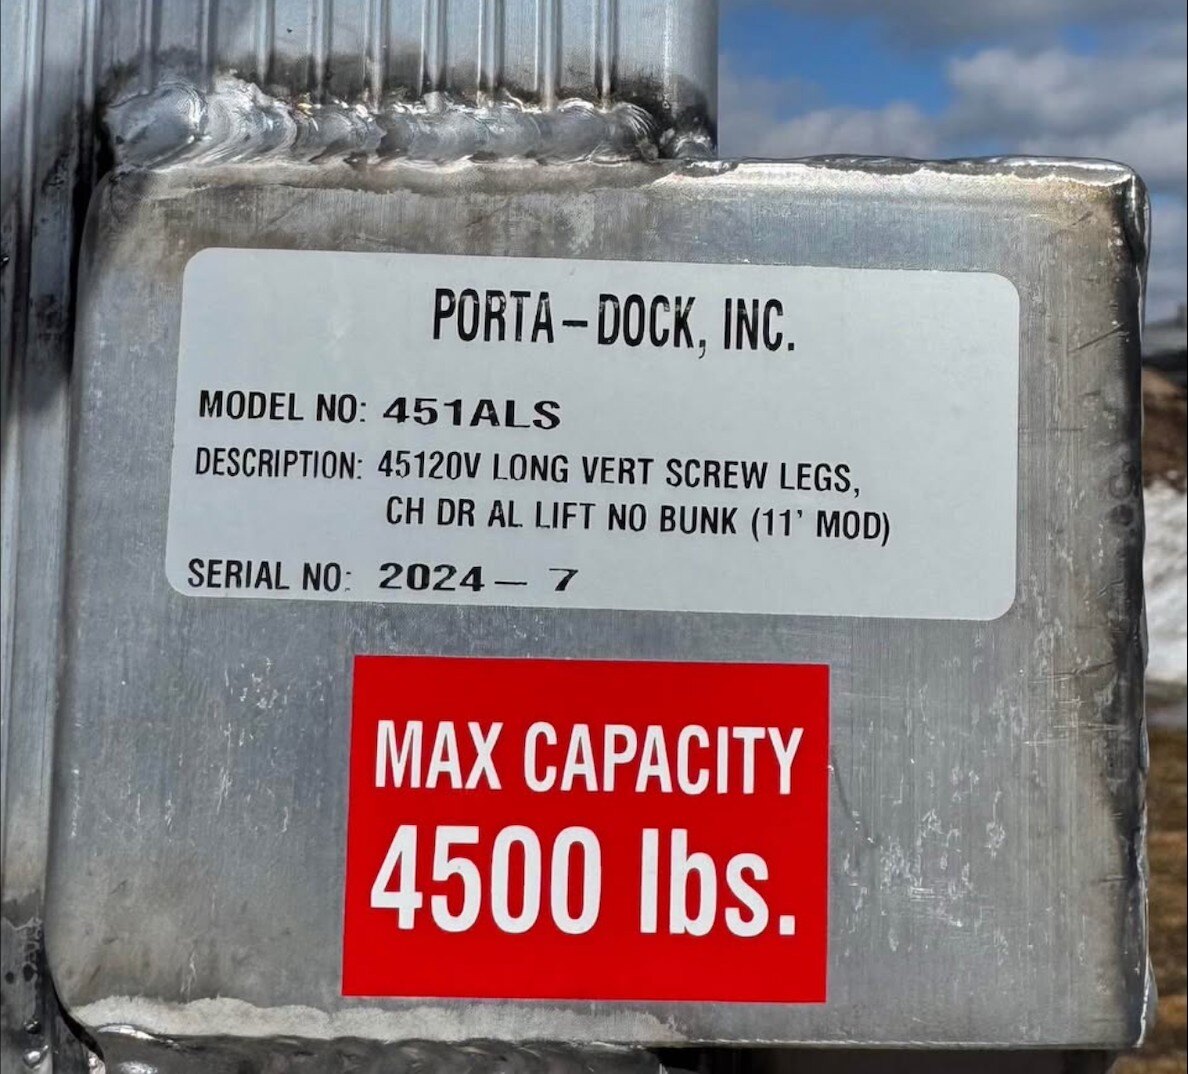 PORTA-DOCK, INC.
MODEL NO: 451ALS
DESCRIPTION: 45120V LONG VERT SCREW LEGS,
CH DR AL LIFT NO BUNK (11' MOD)
SERIAL NO: 2024- 7
MAX CAPACITY
4500 lbs.